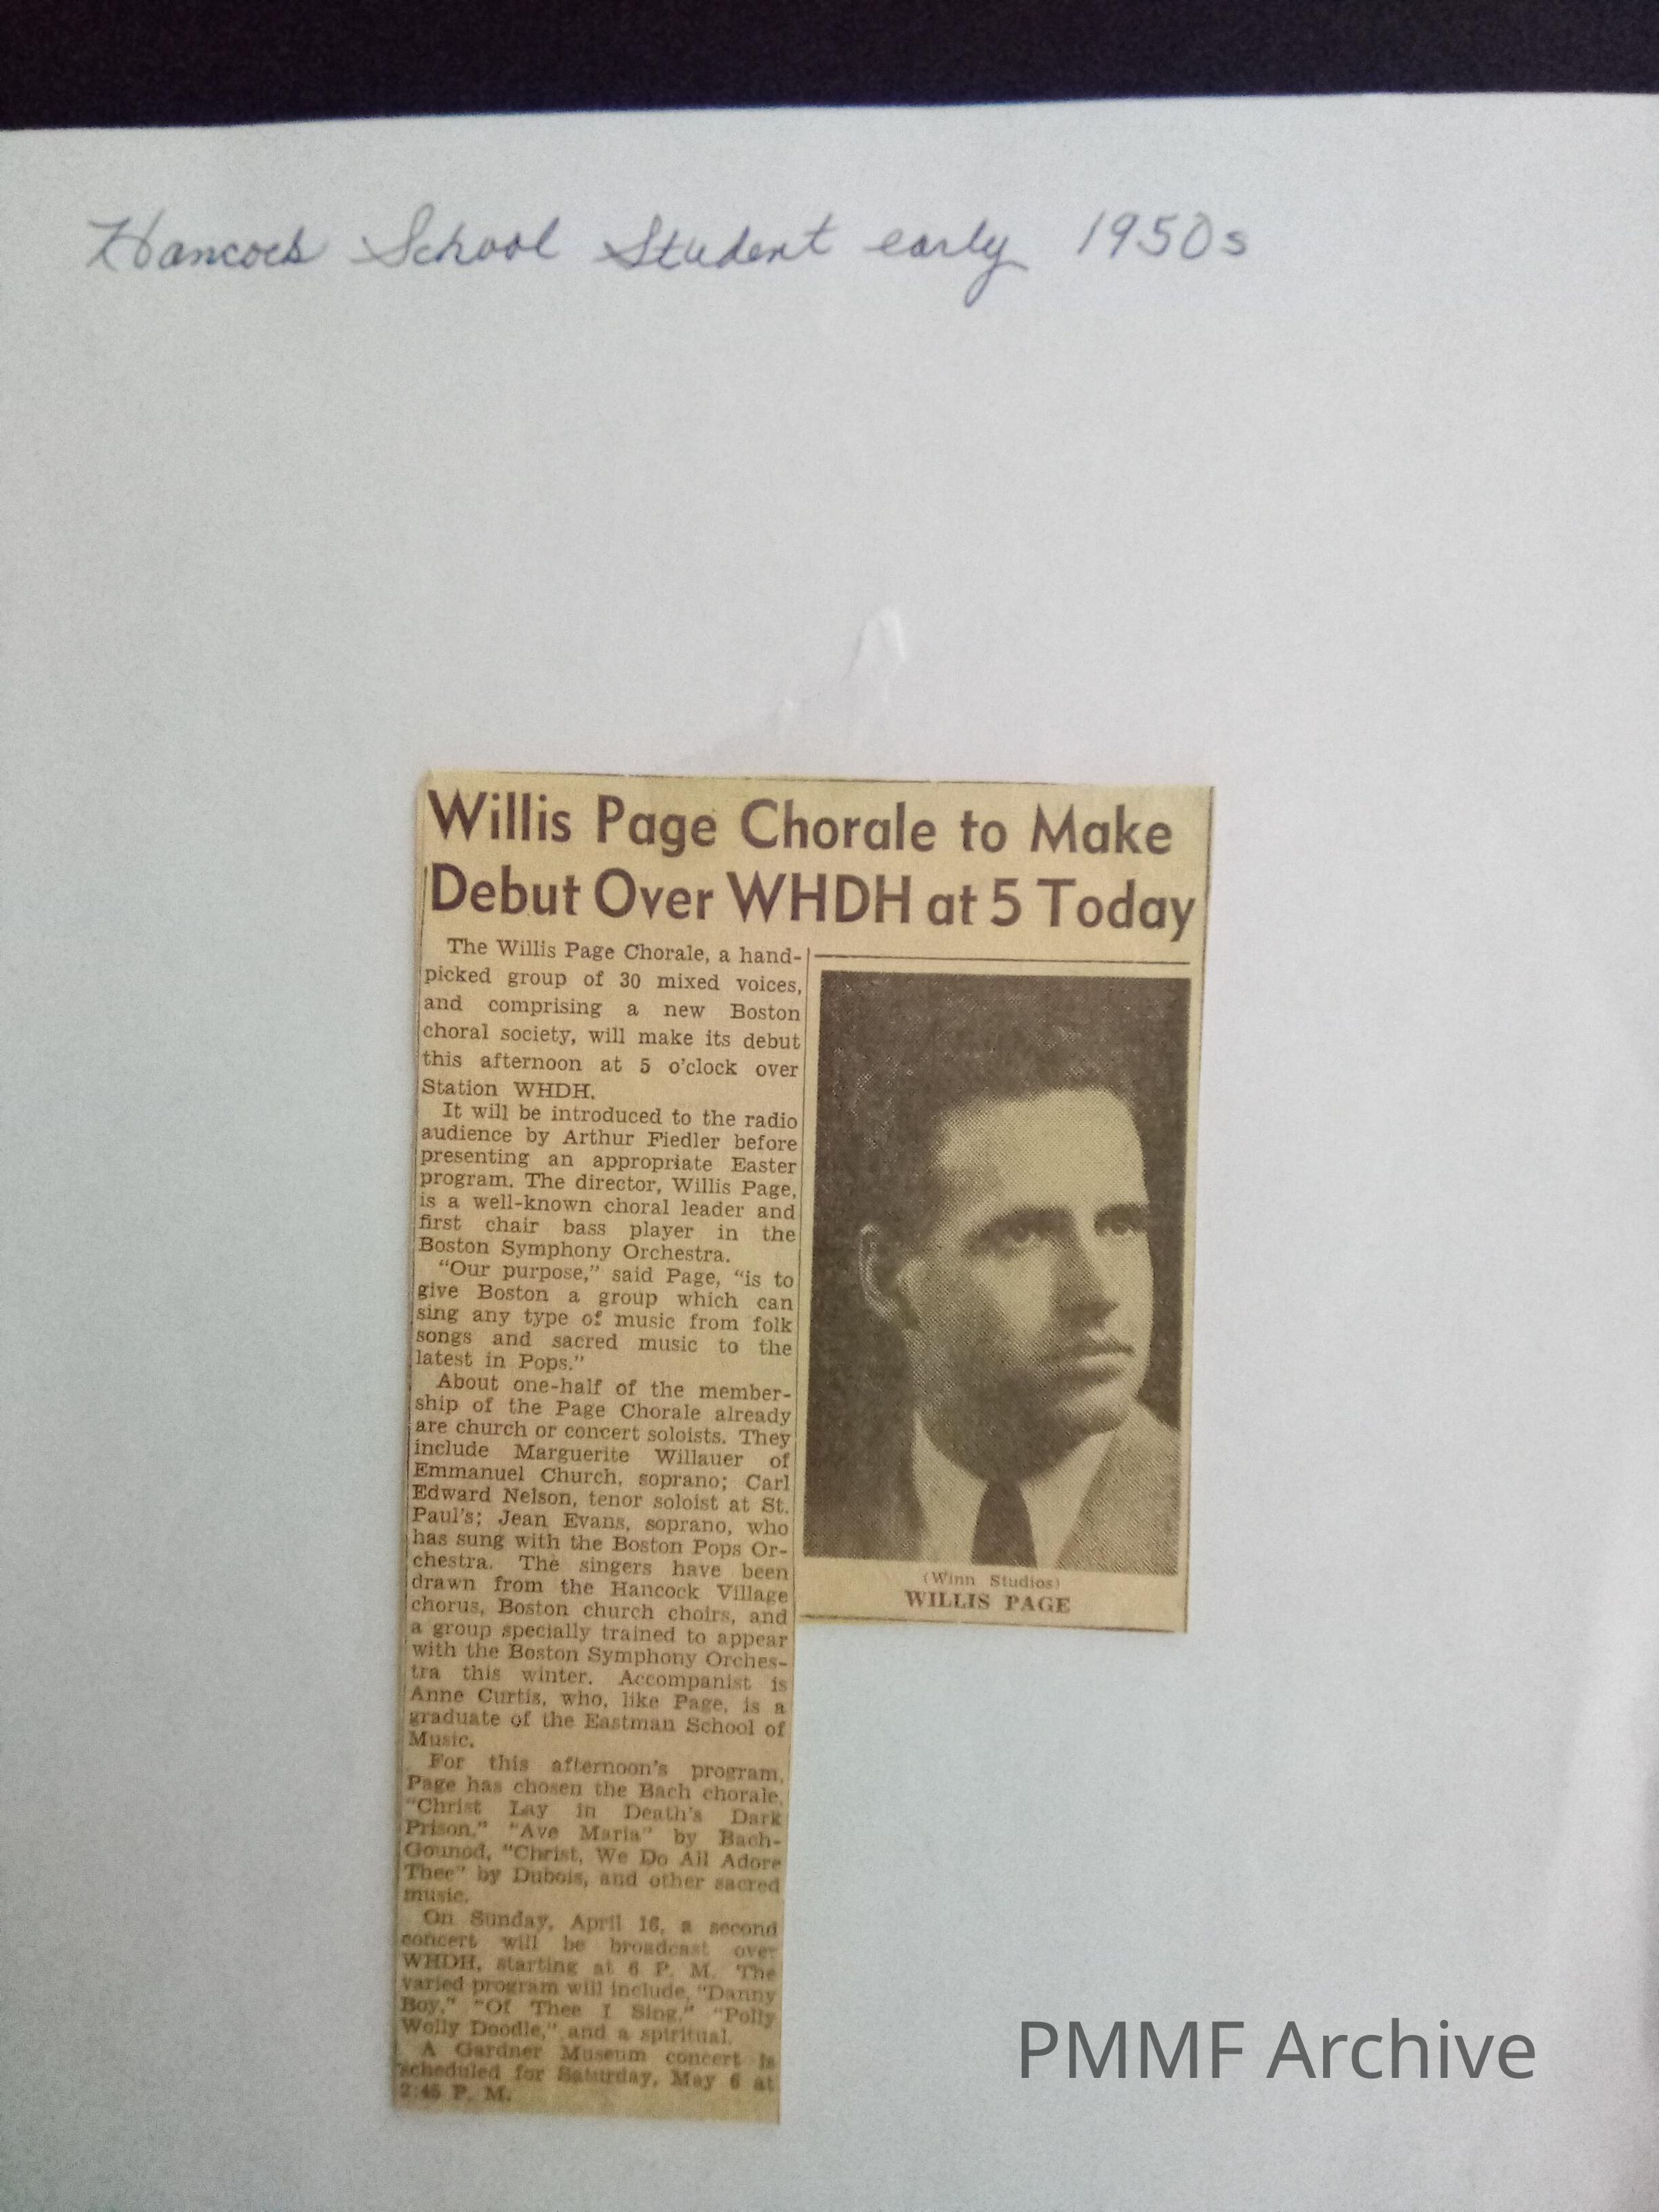 Hancock School Student early 1950s
Willis Page Chorale to Make
Debut Over WHDH at 5 Today
The Willis Page Chorale, a hand-
picked group of 30 mixed voices,
and comprising a new Boston
choral society, will make its debut
this afternoon at 5 o'clock over
Station WHDH.
It will be introduced to the radio
audience by Arthur Fiedler before
presenting an appropriate Easter
program. The director, Willis Page,
is a well-known choral leader and
first chair bass player in the
Boston Symphony Orchestra.
"Our purpose," said Page, "is to
give Boston a group which can
sing any type of music from folk
songs and sacred music to the
latest in Pops."
About one-half of the member-
ship of the Page Chorale already
are church or concert soloists. They
include Marguerite Willauer of
Emmanuel Church, soprano; Carl
Edward Nelson, tenor soloist at St.
Paul's; Jean Evans, soprano, who
has sung with the Boston Pops Or-
chestra. The singers have been
drawn from the Hancock Village
chorus, Boston church choirs, and
a group specially trained to appear
with the Boston Symphony Orches-
tra this winter. Accompanist is
Anne Curtis, who, like Page, is a
graduate of the Eastman School of
Music.
For this afternoon's program,
Page has chosen the Bach chorale,
"Christ Lay in Death's Dark
Prison," "Ave Maria" by Bach-
Gounod, "Christ, We Do All Adore
Thee" by Dubois, and other sacred
music.
On Sunday, April 16, a second
concert will be broadcast over
WHDH, starting at 6 P. M. The
varied program will include, "Danny
Boy," "Of Thee I Sing," "Polly
Wolly Doodle," and a spiritual.
A Gardner Museum concert is
scheduled for Saturday, May 6 at
2:45 P. M.
(Winn Studios)
WILLIS PAGE
PMMF Archive